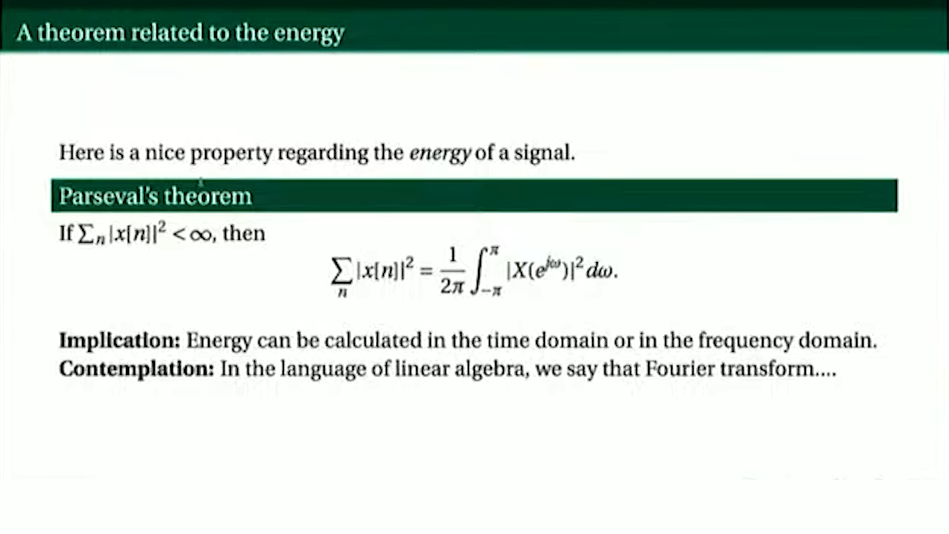 A theorem related to the energy
Here is a nice property regarding the energy of a signal.
Parseval's theorem
If ∑ₙ|x[n]|² < ∞, then
∑ₙ |x[n]|² = 1/2π ∫_{-π}^{π} |X(e^{jω})|² dω.
Implication: Energy can be calculated in the time domain or in the frequency domain.
Contemplation: In the language of linear algebra, we say that Fourier transform....